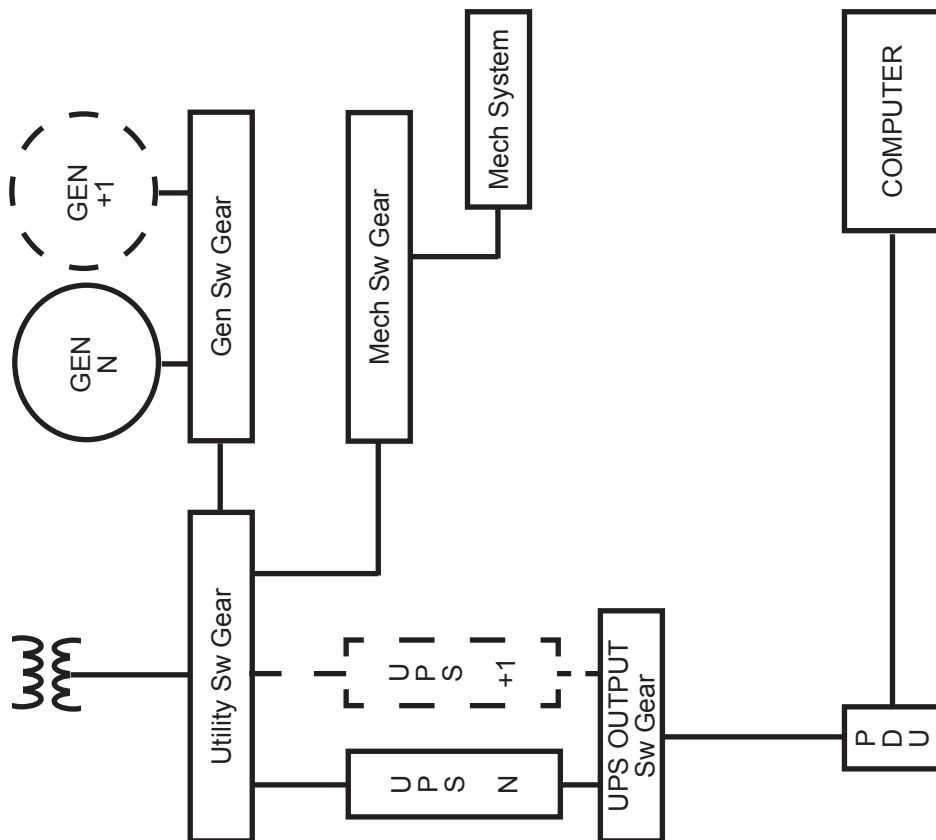 GEN
N
GEN
+1
Gen Sw Gear
Utility Sw Gear
Mech Sw Gear
Mech System
U
P
S
N
U
P
S
+1
UPS OUTPUT
Sw Gear
P
D
U
COMPUTER